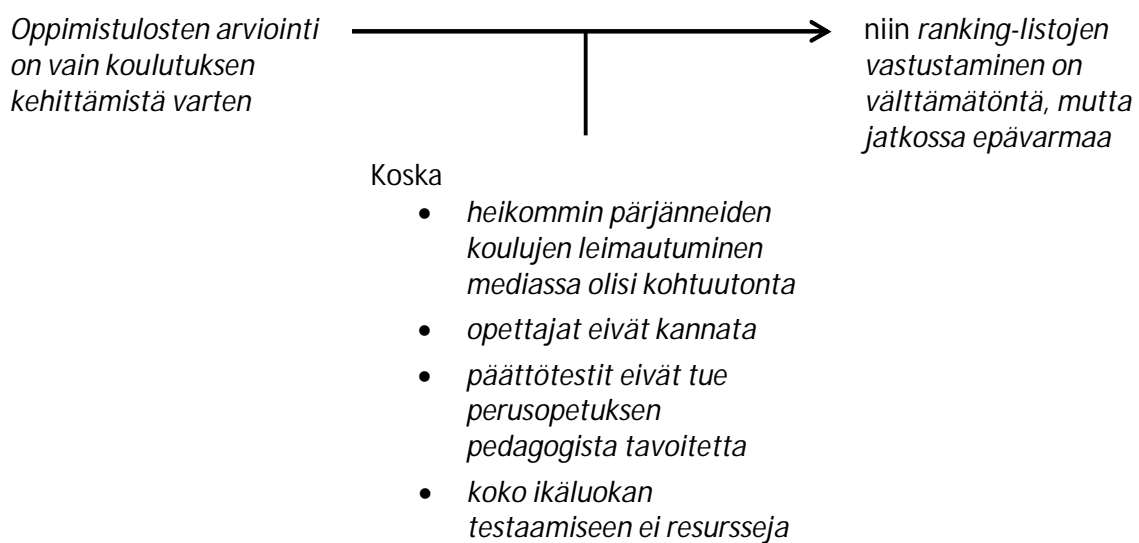 Oppimistulosten arviointi
on vain koulutuksen
kehittämistä varten
niin ranking-listojen
vastustaminen on
välttämätöntä, mutta
jatkossa epävarmaa
Koska
• heikommin pärjänneiden
koulujen leimautuminen
mediassa olisi kohtuutonta
• opettajat eivät kannata
• päättötestit eivät tue
perusopetuksen
pedagogista tavoitetta
• koko ikäluokan
testaamiseen ei resursseja